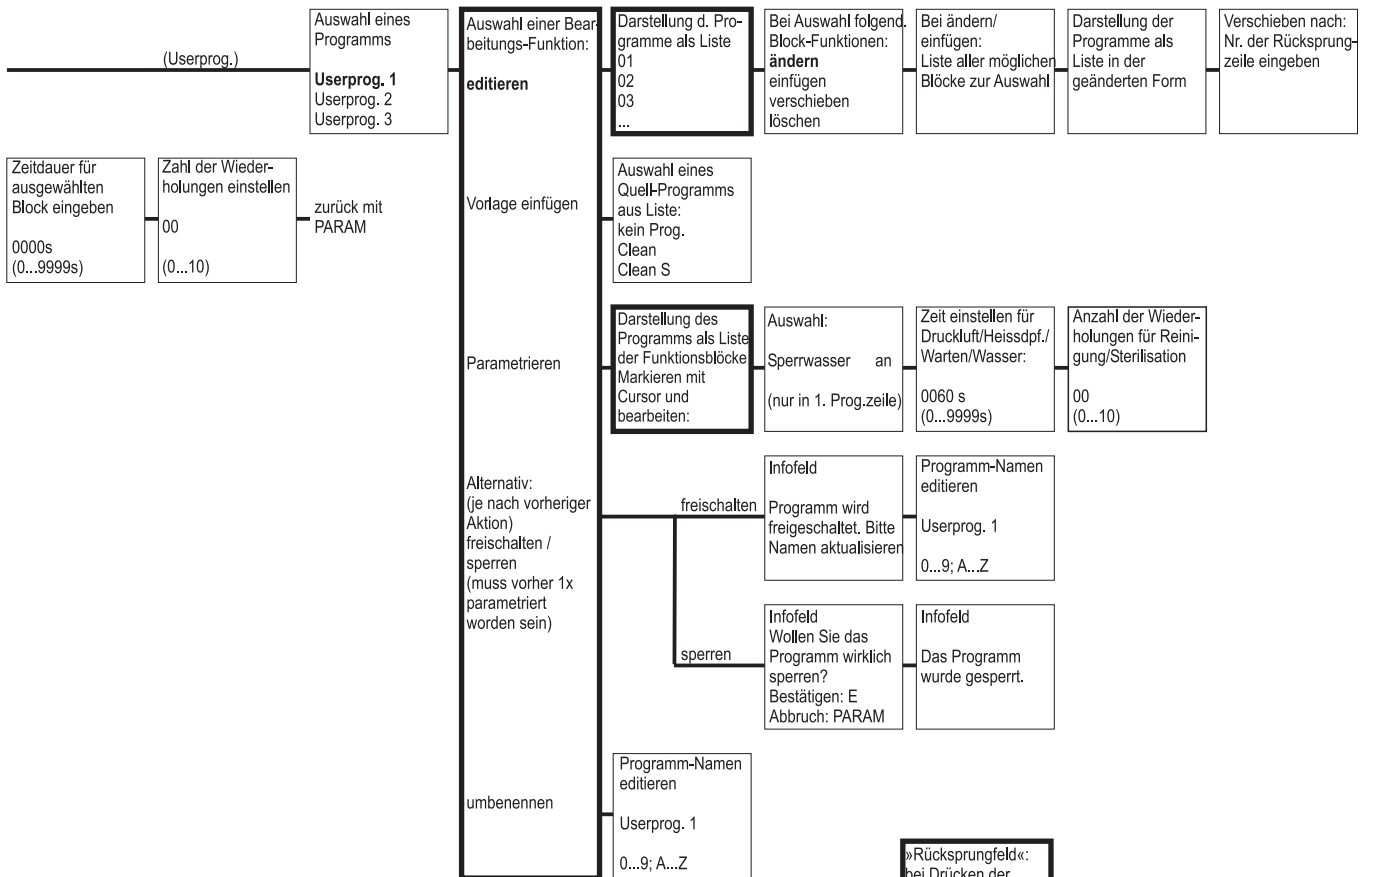 (Userprog.)
Auswahl eines
Programms
Userprog. 1
Userprog. 2
Userprog. 3
Auswahl einer Bear-
beitungs-Funktion:
editieren
Darstellung d. Pro-
gramme als Liste
01
02
03
...
Bei Auswahl folgend.
Block-Funktionen:
ändern
einfügen
verschieben
löschen
Bei ändern/
einfügen:
Liste aller möglichen
Blöcke zur Auswahl
Darstellung der
Programme als
Liste in der
geänderten Form
Verschieben nach:
Nr. der Rücksprung-
zeile eingeben
Zeitdauer für
ausgewählten
Block eingeben
0000s
(0...9999s)
Zahl der Wieder-
holungen einstellen
00
(0...10)
zurück mit
PARAM
Vorlage einfügen
Auswahl eines
Quell-Programms
aus Liste:
kein Prog.
Clean
Clean S
Parametrieren
Darstellung des
Programms als Liste
der Funktionsblöcke
Markieren mit
Cursor und
bearbeiten:
Auswahl:
Sperrwasser an
(nur in 1. Prog.zeile)
Zeit einstellen für
Druckluft/Heissdpf./
Warten/Wasser:
0060 s
(0...9999s)
Anzahl der Wieder-
holungen für Reini-
gung/Sterilisation
00
(0...10)
Alternativ:
(je nach vorheriger
Aktion)
freischalten /
sperren
(muss vorher 1x
parametriert
worden sein)
freischalten
Infofeld
Programm wird
freigeschaltet. Bitte
Namen aktualisieren
Programm-Namen
editieren
Userprog. 1
0...9; A...Z
sperren
Infofeld
Wollen Sie das
Programm wirklich
sperren?
Bestätigen: E
Abbruch: PARAM
Infofeld
Das Programm
wurde gesperrt.
umbenennen
Programm-Namen
editieren
Userprog. 1
0...9; A...Z
»Rücksprungfeld«:
bei Drücken der